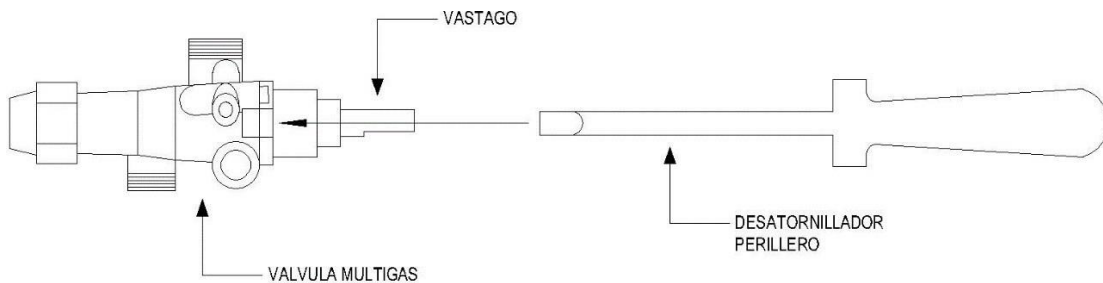 VASTAGO
DESATORNILLADOR
PERILLERO
VALVULA MULTIGAS